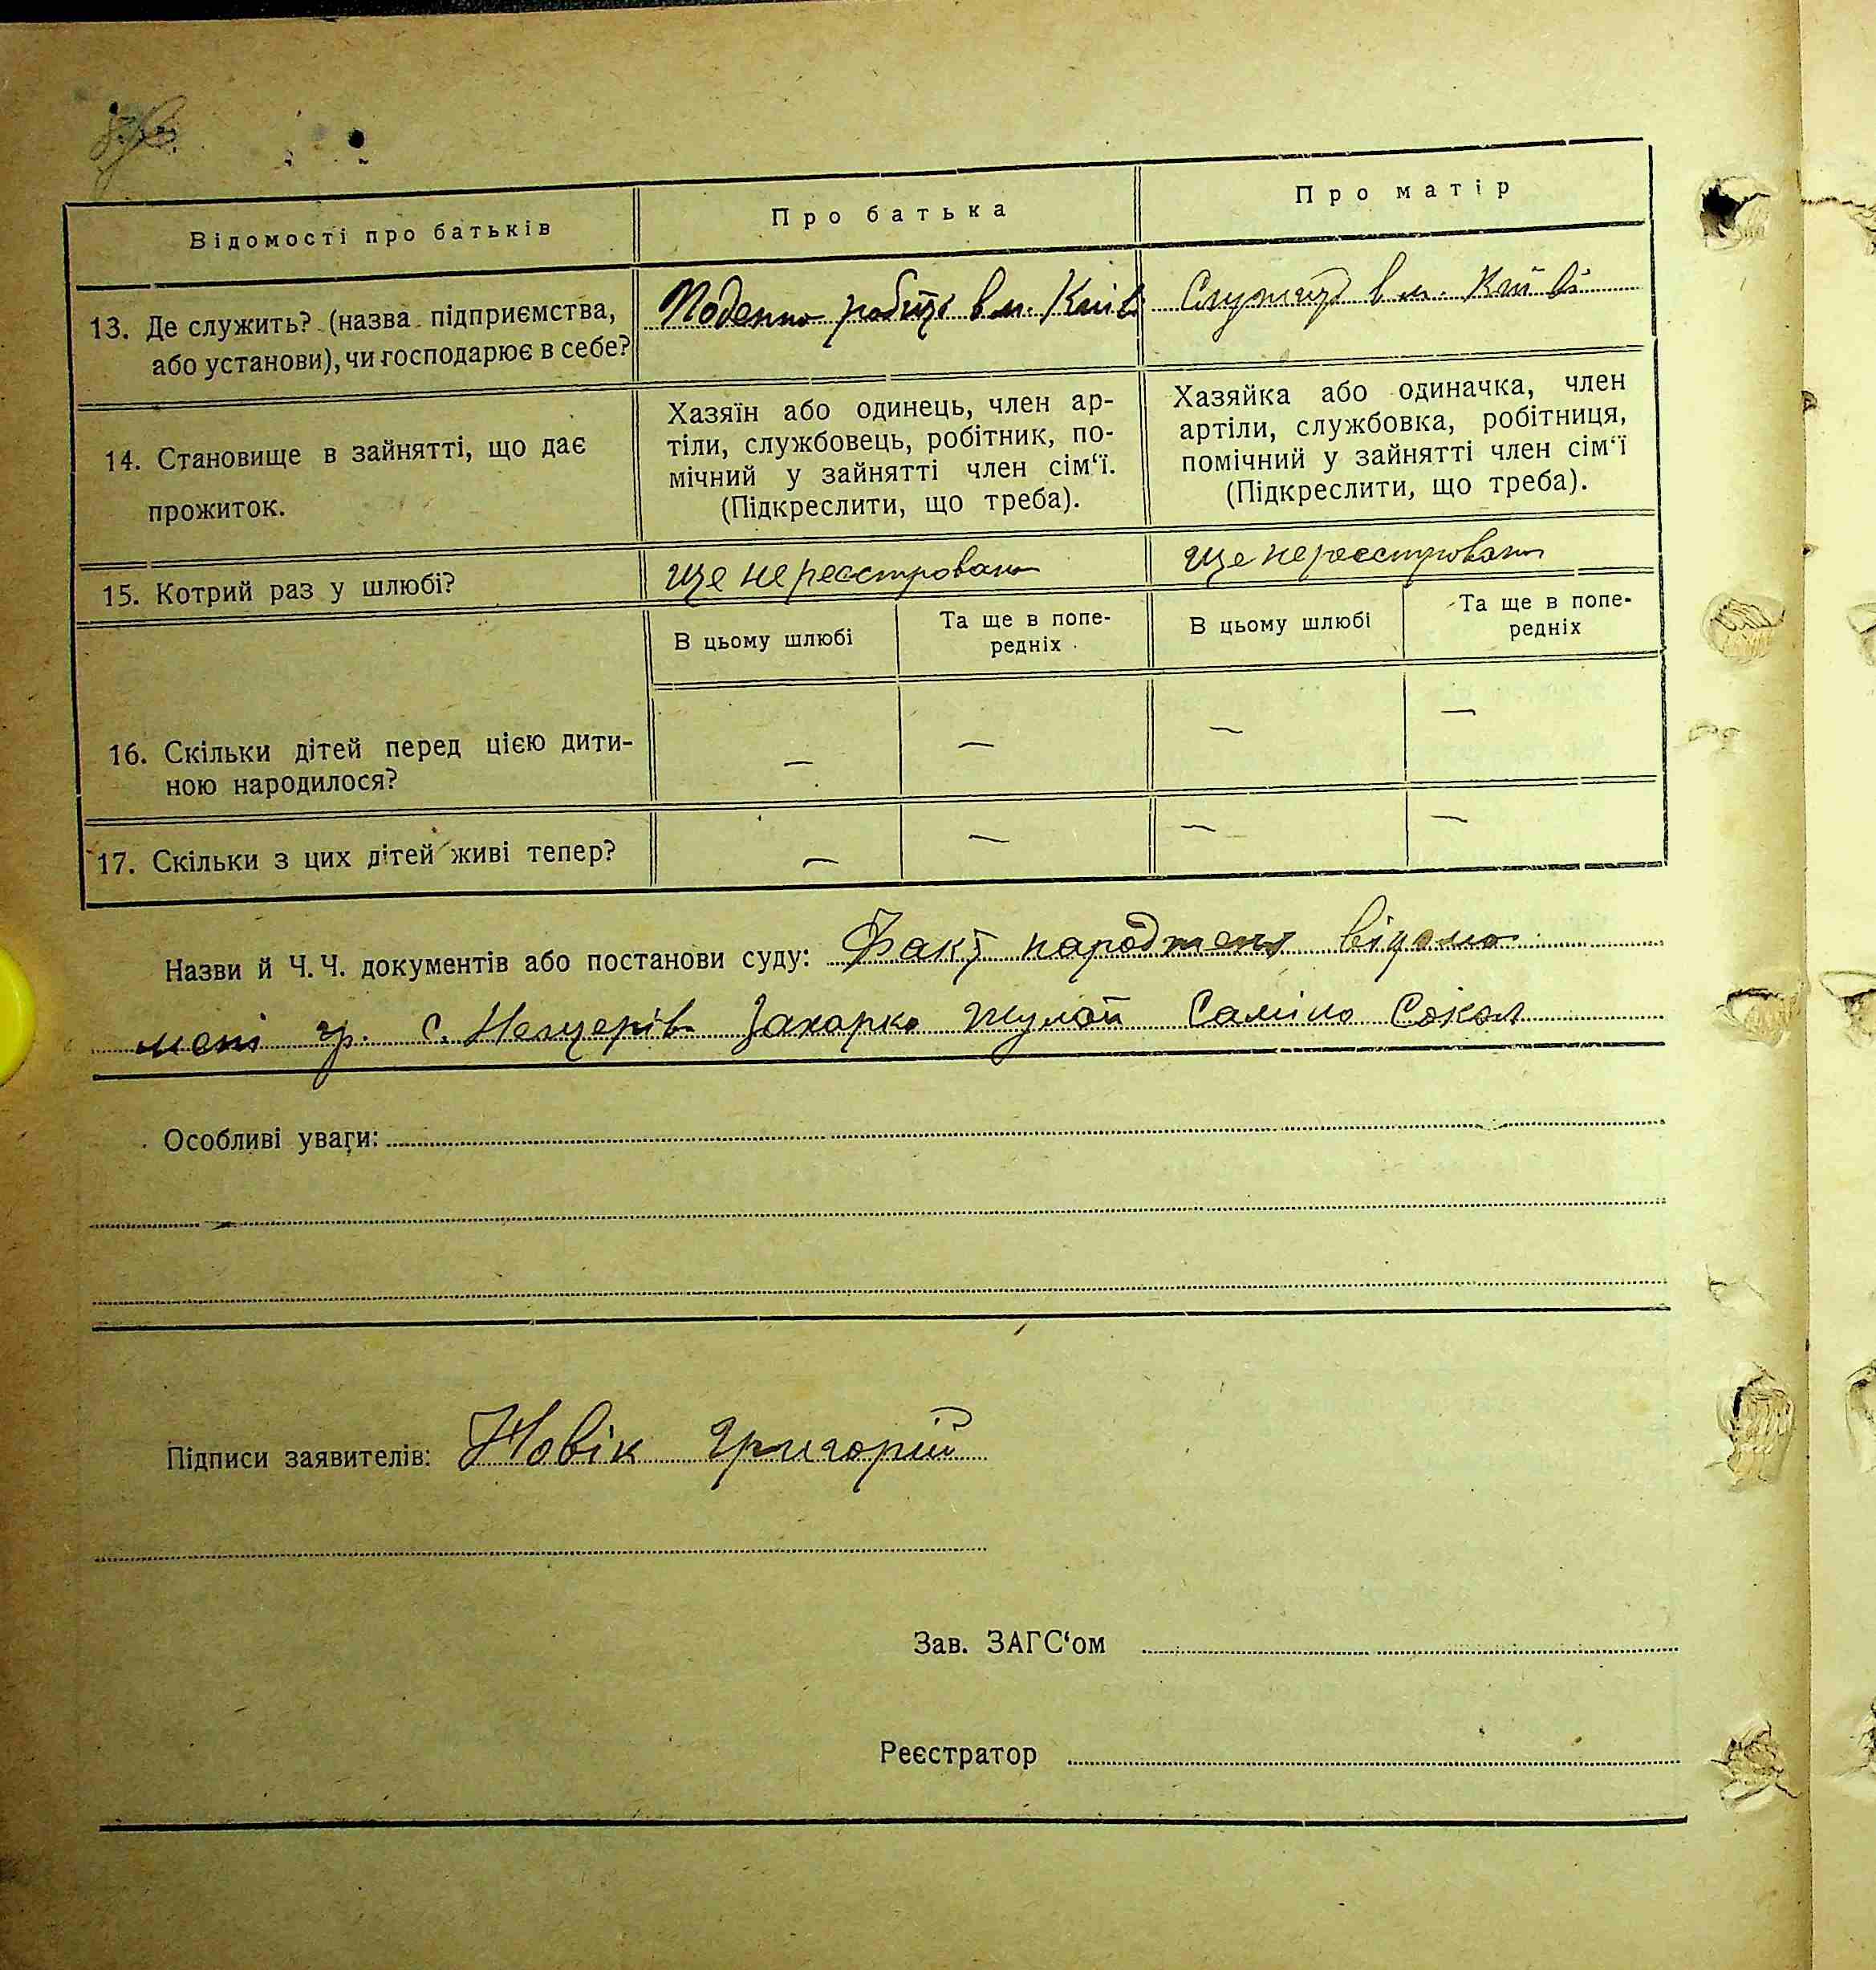 Відомості про батьків
Про батька
Про матір
13. Де служить? (назва підприємства,
або установи), чи господарює в себе?
Поденно робить в м. Київ
Служить в м. Київі
14. Становище в зайнятті, що дає
прожиток.
Хазяїн або одинець, член ар-
тіли, службовець, робітник, по-
мічний у зайнятті член сім‘ї.
(Підкреслити, що треба).
Хазяйка або одиначка, член
артіли, службовка, робітниця,
помічний у зайнятті член сім‘ї
(Підкреслити, що треба).
15. Котрий раз у шлюбі?
ще не реєстровані
ще не реєстровані
В цьому шлюбі
Та ще в попе-
редніх
В цьому шлюбі
Та ще в попе-
редніх
16. Скільки дітей перед цією дити-
ною народилося?
— — — —
17. Скільки з цих дітей живі тепер?
— — — —
Назви й Ч. Ч. документів або постанови суду: Факт народження відомо
мені гр. с. Нещерів Захарко Жулай Саміло Сокол
Особливі уваги:
Підписи заявителів: Новік Григорій
Зав. ЗАГС‘ом
Реєстратор